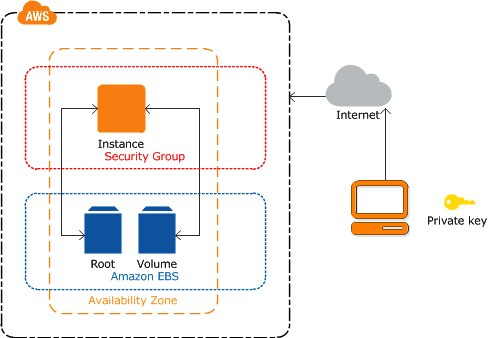 AWS
Instance
Security Group
Internet
Private key
Root
Volume
Amazon EBS
Availability Zone